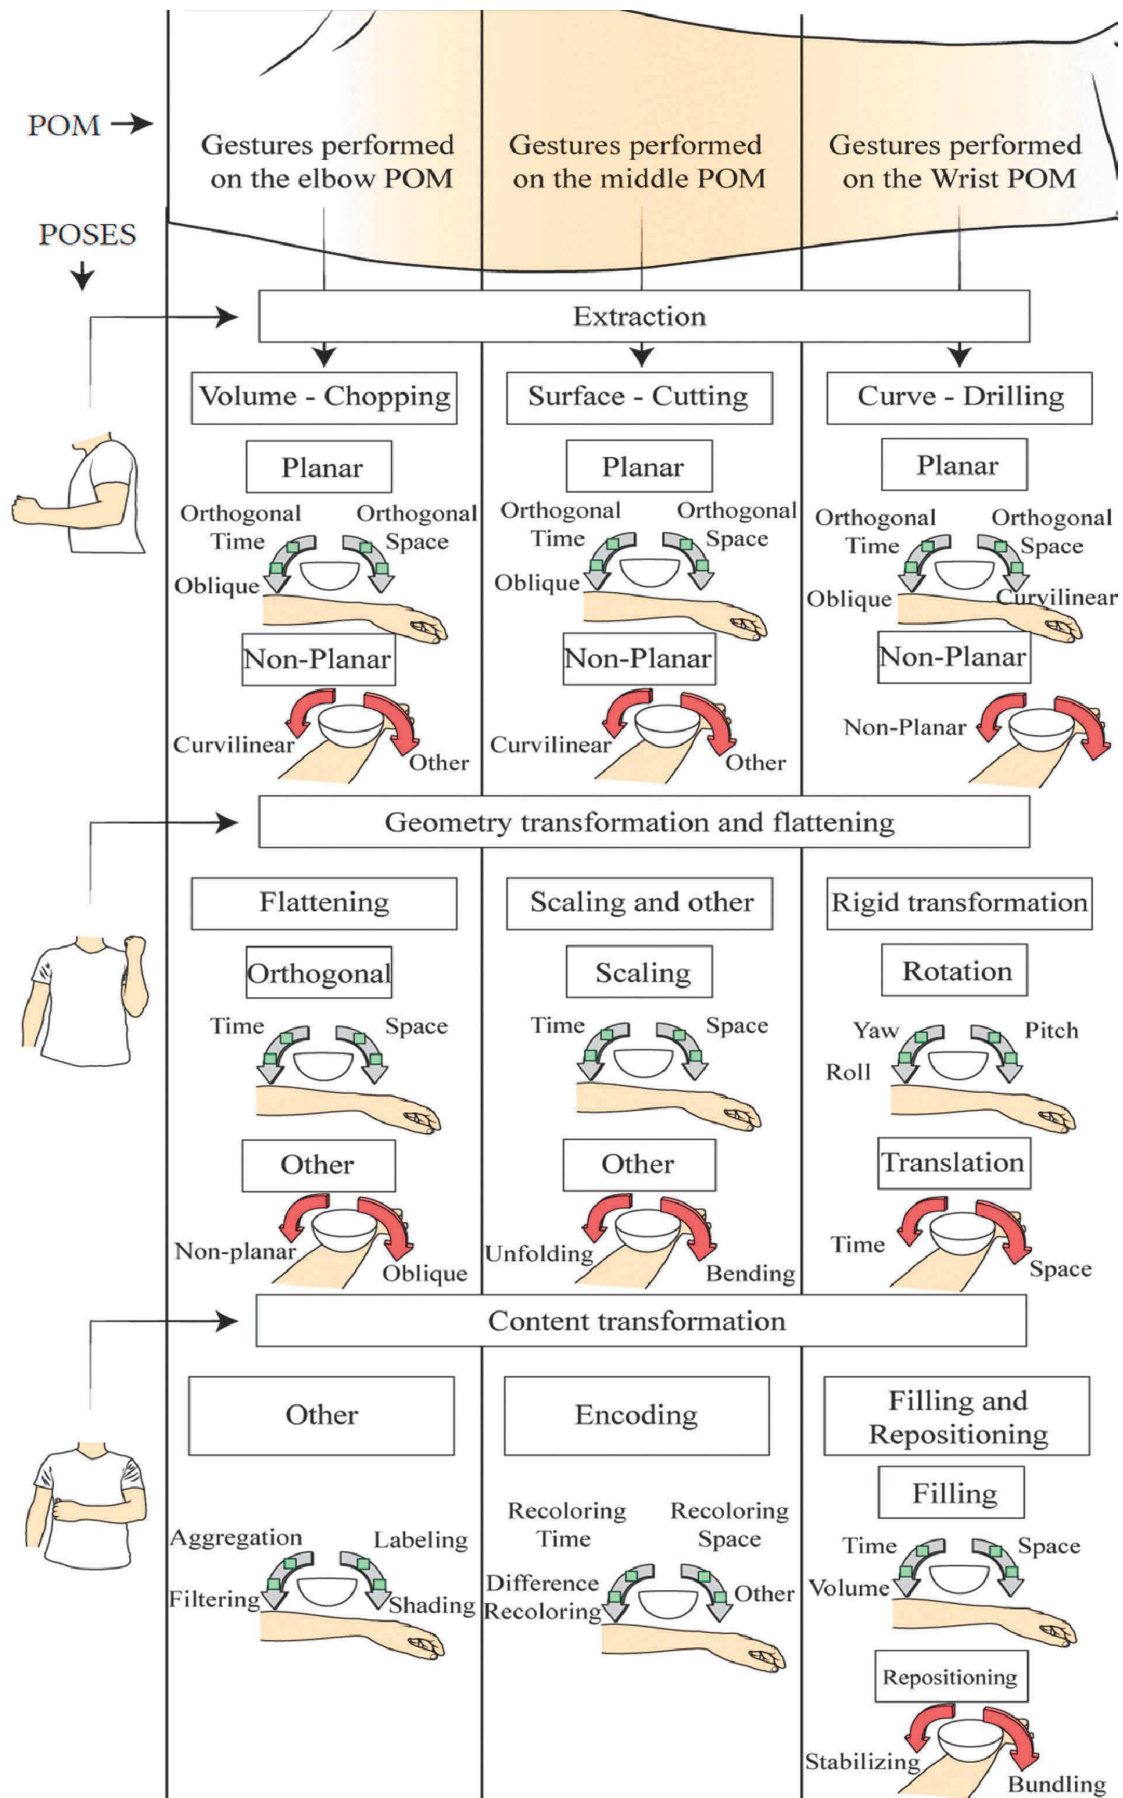 POM
Gestures performed
on the elbow POM
Gestures performed
on the middle POM
Gestures performed
on the Wrist POM
POSES
Extraction
Volume - Chopping
Surface - Cutting
Curve - Drilling
Planar
Planar
Planar
Orthogonal
Time
Orthogonal
Space
Oblique
Orthogonal
Time
Orthogonal
Space
Oblique
Orthogonal
Time
Orthogonal
Space
Oblique
Curvilinear
Non-Planar
Non-Planar
Non-Planar
Curvilinear
Other
Curvilinear
Other
Non-Planar
Geometry transformation and flattening
Flattening
Scaling and other
Rigid transformation
Orthogonal
Scaling
Rotation
Time
Space
Time
Space
Yaw
Pitch
Roll
Other
Other
Translation
Non-planar
Oblique
Unfolding
Bending
Time
Space
Content transformation
Other
Encoding
Filling and
Repositioning
Filling
Aggregation
Labeling
Filtering
Shading
Recoloring
Time
Recoloring
Space
Difference
Recoloring
Other
Time
Space
Volume
Repositioning
Stabilizing
Bundling